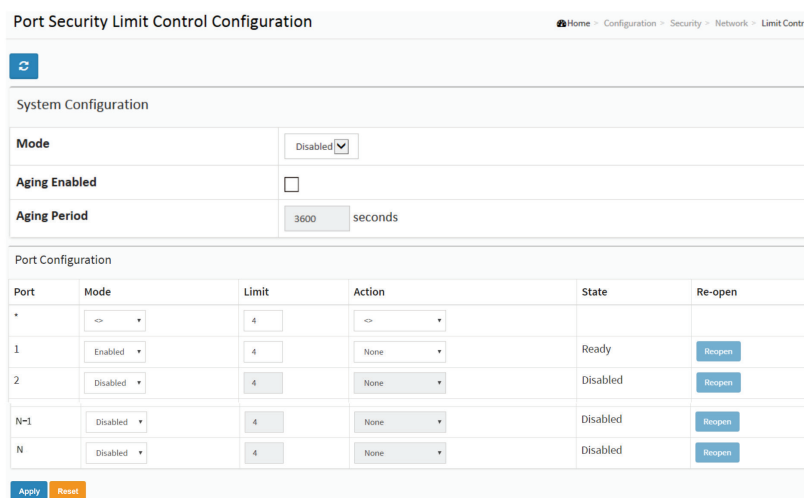 Port Security Limit Control Configuration
Home > Configuration > Security > Network > Limit Contr
System Configuration
Mode Disabled
Aging Enabled
Aging Period 3600 seconds
Port Configuration
Port Mode Limit Action State Re-open
* <> 4 <>
1 Enabled 4 None Ready Reopen
2 Disabled 4 None Disabled Reopen
N-1 Disabled 4 None Disabled Reopen
N Disabled 4 None Disabled Reopen
Apply Reset